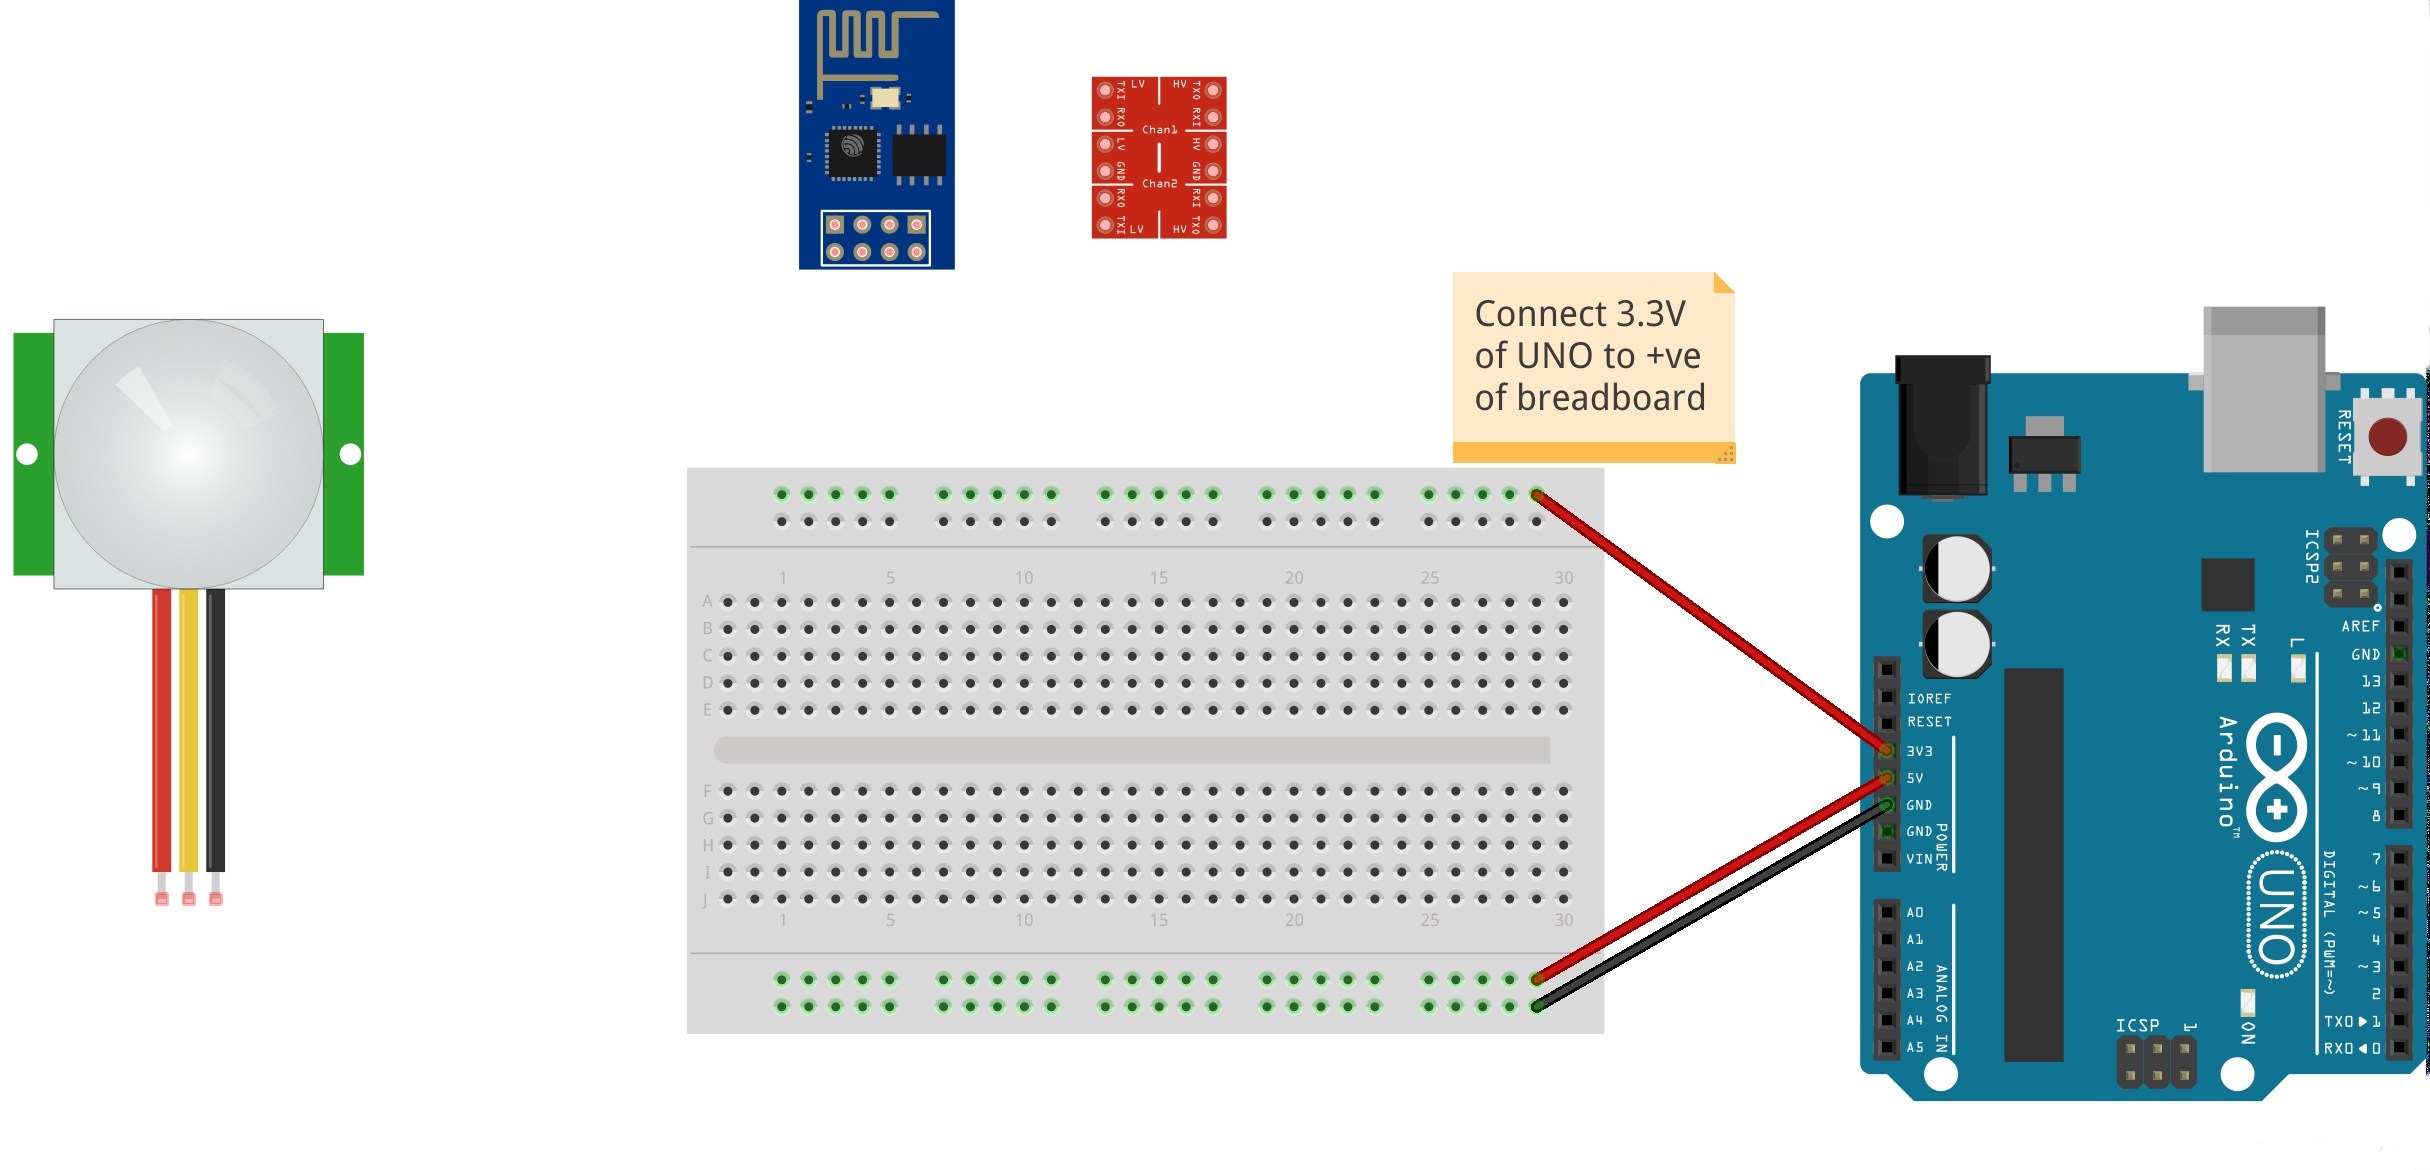 LV HV
TXI TXO
RXO RXI
Chan1
LV HV
GND GND
Chan2
RXO RXI
TXI TXO
LV HV
Connect 3.3V
of UNO to +ve
of breadboard
1 5 10 15 20 25 30
A
B
C
D
E
F
G
H
I
J
1 5 10 15 20 25 30
RESET
ICSP2
AREF
GND
13
12
~11
~10
~9
8
7
~6
~5
4
~3
2
TX0▶1
RX0◀0
RX TX L
IOREF
RESET
3V3
5V
GND
GND
VIN
POWER
A0
A1
A2
A3
A4
A5
ANALOG IN
Arduino™
UNO
DIGITAL (PWM=~)
ICSP 1
ON